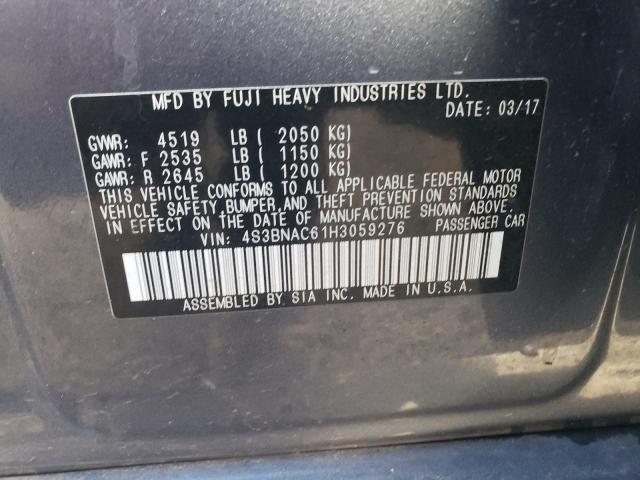 MFD BY FUJI HEAVY INDUSTRIES LTD.
DATE: 03/17
GVWR: 4519 LB ( 2050 KG)
GAWR: F 2535 LB ( 1150 KG)
GAWR: R 2645 LB ( 1200 KG)
THIS VEHICLE CONFORMS TO ALL APPLICABLE FEDERAL MOTOR
VEHICLE SAFETY, BUMPER, AND THEFT PREVENTION STANDARDS
IN EFFECT ON THE DATE OF MANUFACTURE SHOWN ABOVE.
VIN: 4S3BNAC61H3059276 PASSENGER CAR
ASSEMBLED BY SIA INC. MADE IN U.S.A.